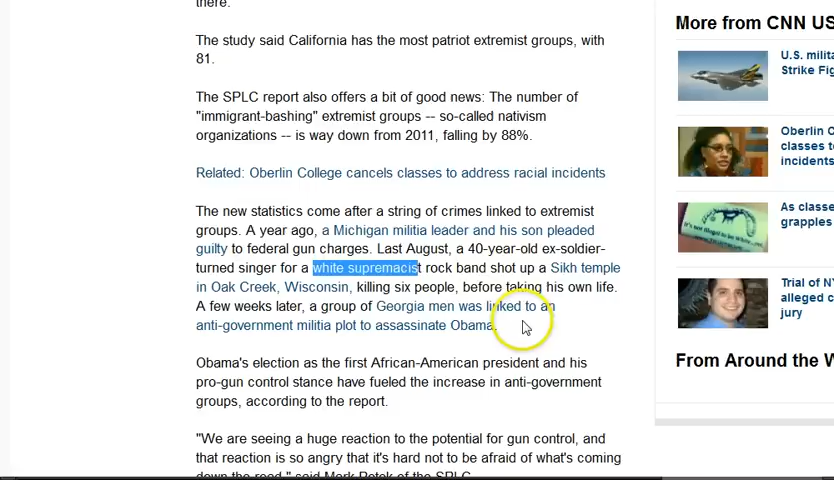 there.
The study said California has the most patriot extremist groups, with
81.
The SPLC report also offers a bit of good news: The number of
"immigrant-bashing" extremist groups -- so-called nativism
organizations -- is way down from 2011, falling by 88%.
Related: Oberlin College cancels classes to address racial incidents
The new statistics come after a string of crimes linked to extremist
groups. A year ago, a Michigan militia leader and his son pleaded
guilty to federal gun charges. Last August, a 40-year-old ex-soldier-
turned singer for a white supremacist rock band shot up a Sikh temple
in Oak Creek, Wisconsin, killing six people, before taking his own life.
A few weeks later, a group of Georgia men was linked to an
anti-government militia plot to assassinate Obama.
Obama's election as the first African-American president and his
pro-gun control stance have fueled the increase in anti-government
groups, according to the report.
"We are seeing a huge reaction to the potential for gun control, and
that reaction is so angry that it's hard not to be afraid of what's coming
down the road," said Mark Potok of the SPLC.
More from CNN US
U.S. milita
Strike Fig
Oberlin C
classes to
incidents
As classe
grapples
Trial of NY
alleged c
jury
From Around the W